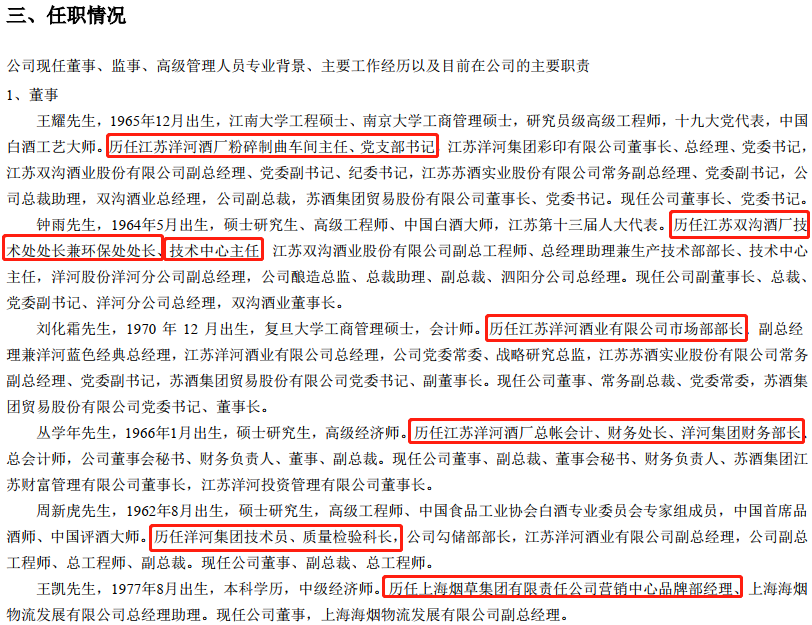 三、任职情况
公司现任董事、监事、高级管理人员专业背景、主要工作经历以及目前在公司的主要职责
1、董事
王耀先生，1965年12月出生，江南大学工程硕士、南京大学工商管理硕士，研究员级高级工程师，十九大党代表，中国
白酒工艺大师。历任江苏洋河酒厂粉碎制曲车间主任、党支部书记 江苏洋河集团彩印有限公司董事长、总经理、党委书记，
江苏双沟酒业股份有限公司副总经理、党委副书记、纪委书记，江苏苏酒实业股份有限公司常务副总经理、党委副书记，公
司总裁助理，双沟酒业总经理，公司副总裁，苏酒集团贸易股份有限公司董事长、党委书记。现任公司董事长、党委书记。
钟雨先生，1964年5月出生，硕士研究生、高级工程师、中国白酒大师，江苏第十三届人大代表。历任江苏双沟酒厂技
术处处长兼环保处处长、技术中心主任 江苏双沟酒业股份有限公司副总工程师、总经理助理兼生产技术部部长、技术中心
主任，洋河股份洋河分公司副总经理，公司酿造总监、总裁助理、副总裁、泗阳分公司总经理。现任公司副董事长、总裁、
党委副书记、洋河分公司总经理，双沟酒业董事长。
刘化霜先生，1970 年 12 月出生，复旦大学工商管理硕士，会计师。历任江苏洋河酒业有限公司市场部部长、副总经
理兼洋河蓝色经典总经理，江苏洋河酒业有限公司总经理，公司党委常委、战略研究总监，江苏苏酒实业股份有限公司常务
副总经理、党委副书记，苏酒集团贸易股份有限公司党委书记、副董事长。现任公司董事、常务副总裁、党委常委，苏酒集
团贸易股份有限公司党委书记、董事长。
丛学年先生，1966年1月出生，硕士研究生，高级经济师。历任江苏洋河酒厂总帐会计、财务处长、洋河集团财务部长、
总会计师，公司董事会秘书、财务负责人、董事、副总裁。现任公司董事、副总裁、董事会秘书、财务负责人、苏酒集团江
苏财富管理有限公司董事长，江苏洋河投资管理有限公司董事长。
周新虎先生，1962年8月出生，硕士研究生，高级工程师、中国食品工业协会白酒专业委员会专家组成员，中国首席品
酒师、中国评酒大师。历任洋河集团技术员、质量检验科长，公司勾储部部长，江苏洋河酒业有限公司副总经理，公司副总
工程师、总工程师、副总裁。现任公司董事、副总裁、总工程师。
王凯先生，1977年8月出生，本科学历，中级经济师。历任上海烟草集团有限责任公司营销中心品牌部经理、上海海烟
物流发展有限公司总经理助理。现任公司董事，上海海烟物流发展有限公司副总经理。